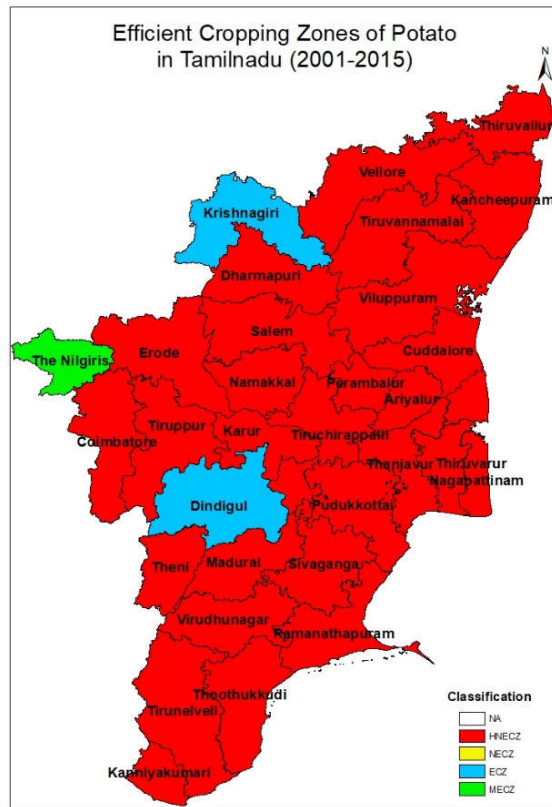 Efficient Cropping Zones of Potato
in Tamilnadu (2001-2015)
N
Thiruvallur
Vellore
Kancheepuram
Krishnagiri
Tiruvannamalai
Dharmapuri
Viluppuram
Salem
The Nilgiris
Erode
Cuddalore
Namakkal
Perambalur
Ariyalur
Tiruppur
Karur
Coimbatore
Tiruchirappalli
Thanjavur
Thiruvarur
Nagapattinam
Dindigul
Pudukkottai
Theni
Madurai
Sivaganga
Virudhunagar
Ramanathapuram
Thoothukkudi
Tirunelveli
Kanniyakumari
Classification
NA
HNECZ
NECZ
ECZ
MECZ